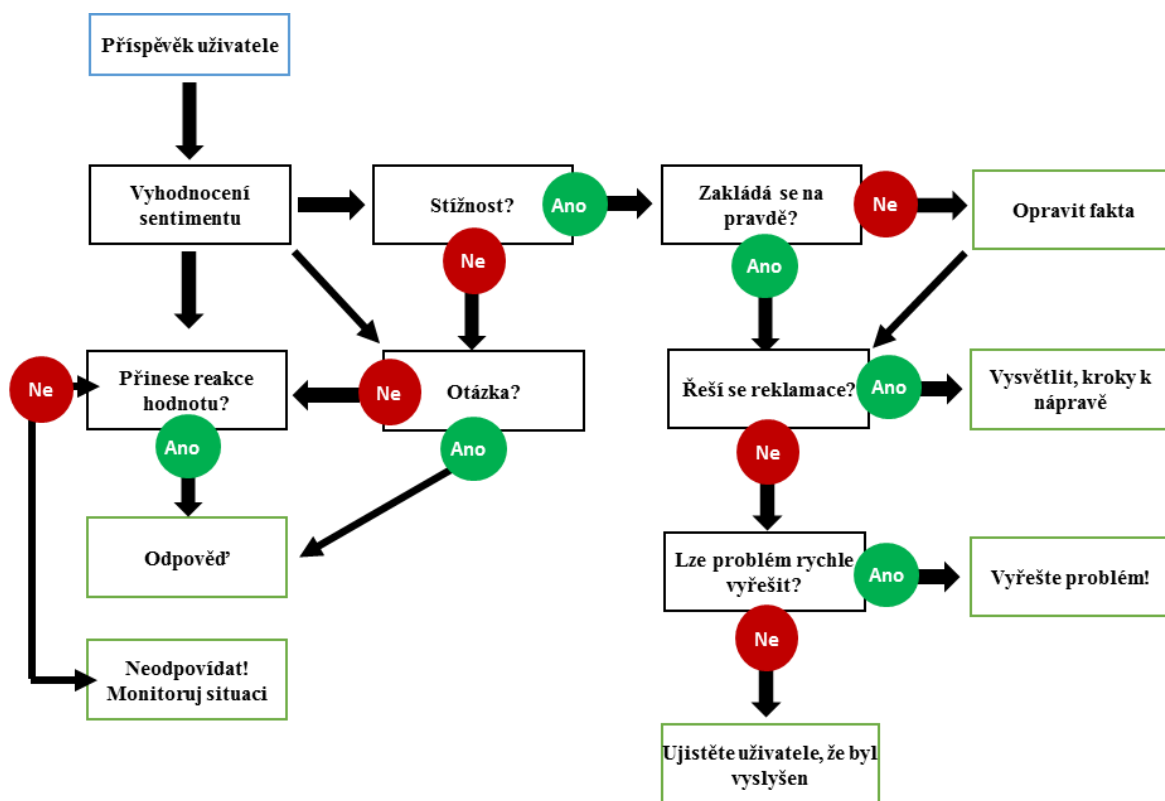 Příspěvěk uživatele
Vyhodnocení
sentimentu
Stížnost?
Ano
Zakládá se na
pravdě?
Ne
Opravit fakta
Ne
Ano
Ne
Přinese reakce
hodnotu?
Ne
Otázka?
Řeší se reklamace?
Ano
Vysvětlit, kroky k
nápravě
Ano
Ano
Ne
Odpověď
Lze problém rychle
vyřešit?
Ano
Vyřešte problém!
Ne
Neodpovídat!
Monitoruj situaci
Ujistěte uživatele, že byl
vyslyšen